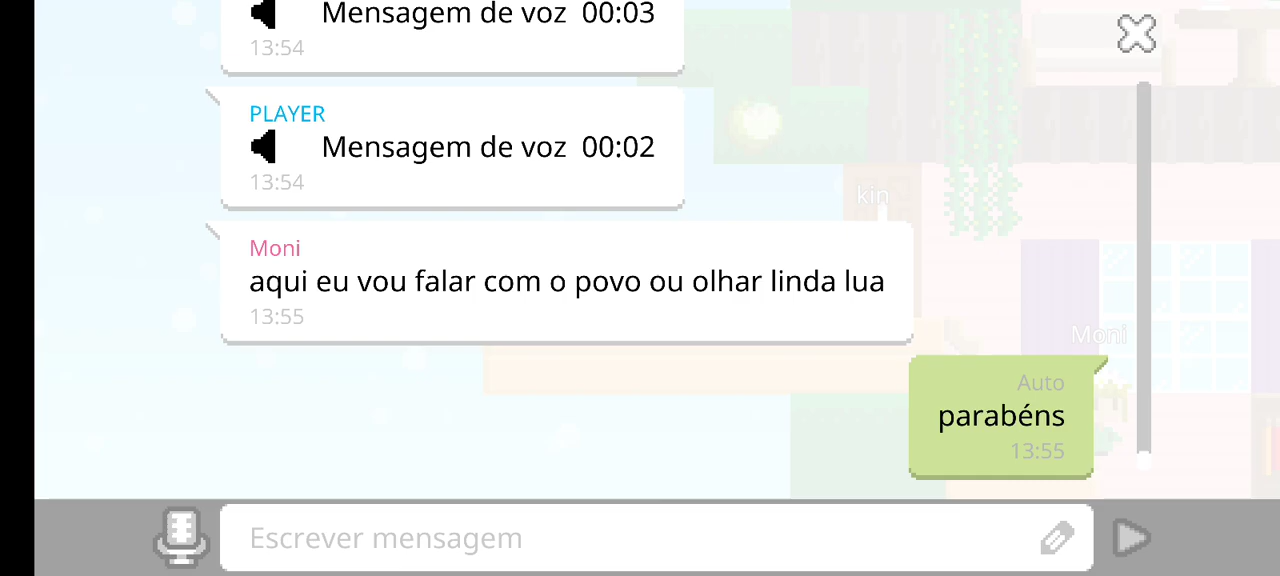 Mensagem de voz 00:03
13:54
PLAYER
Mensagem de voz 00:02
13:54
kin
Moni
aqui eu vou falar com o povo ou olhar linda lua
13:55
Moni
Auto
parabéns
13:55
Escrever mensagem